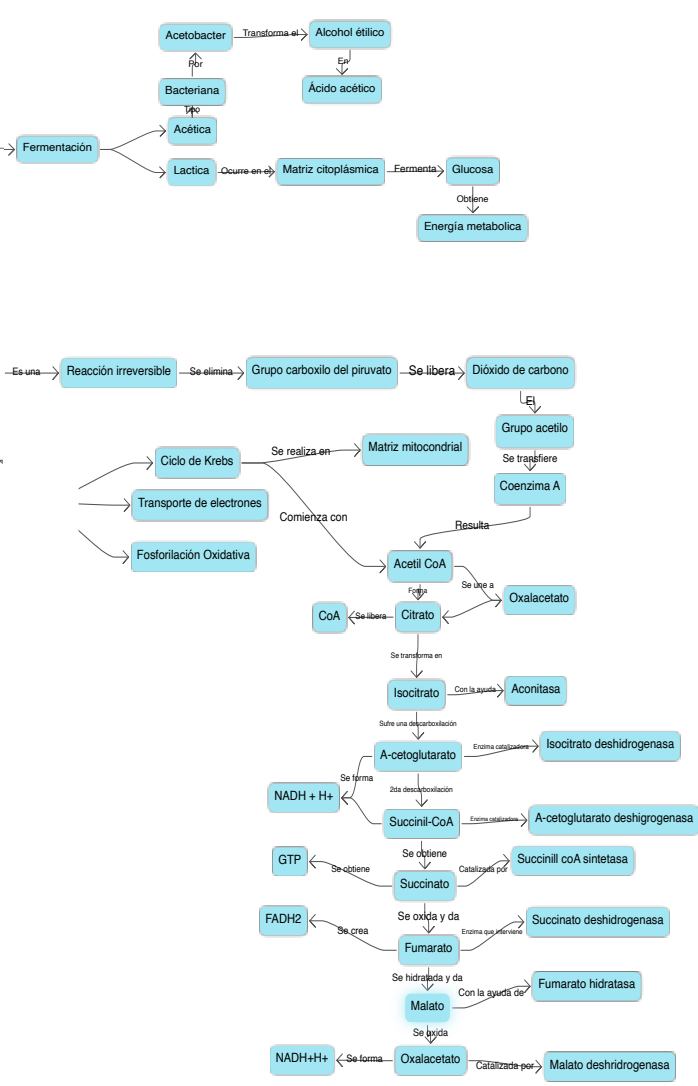 Acetobacter
Transforma el
Alcohol étilico
Por
En
Bacteriana
Ácido acético
Tipo
Acética
Fermentación
Lactica
Ocurre en el
Matriz citoplásmica
Fermenta
Glucosa
Obtiene
Energía metabolica
Es una
Reacción irreversible
Se elimina
Grupo carboxilo del piruvato
Se libera
Dióxido de carbono
El
Grupo acetilo
Ciclo de Krebs
Se realiza en
Matriz mitocondrial
Se transfiere
Coenzima A
Transporte de electrones
Comienza con
Resulta
Fosforilación Oxidativa
Acetil CoA
Forma
Se une a
Oxalacetato
CoA
Se libera
Citrato
Se transforma en
Isocitrato
Con la ayuda
Aconitasa
Sufre una descarboxilación
A-cetoglutarato
Enzima catalizadora
Isocitrato deshidrogenasa
Se forma
2da descarboxilación
NADH + H+
Succinil-CoA
Enzima catalizadora
A-cetoglutarato deshigrogenasa
Se obtiene
GTP
Se obtiene
Catalizada por
Succinill coA sintetasa
Succinato
Se oxida y da
FADH2
Se crea
Enzima que interviene
Succinato deshidrogenasa
Fumarato
Se hidratada y da
Malato
Con la ayuda de
Fumarato hidratasa
Se oxida
NADH+H+
Se forma
Oxalacetato
Catalizada por
Malato deshridrogenasa